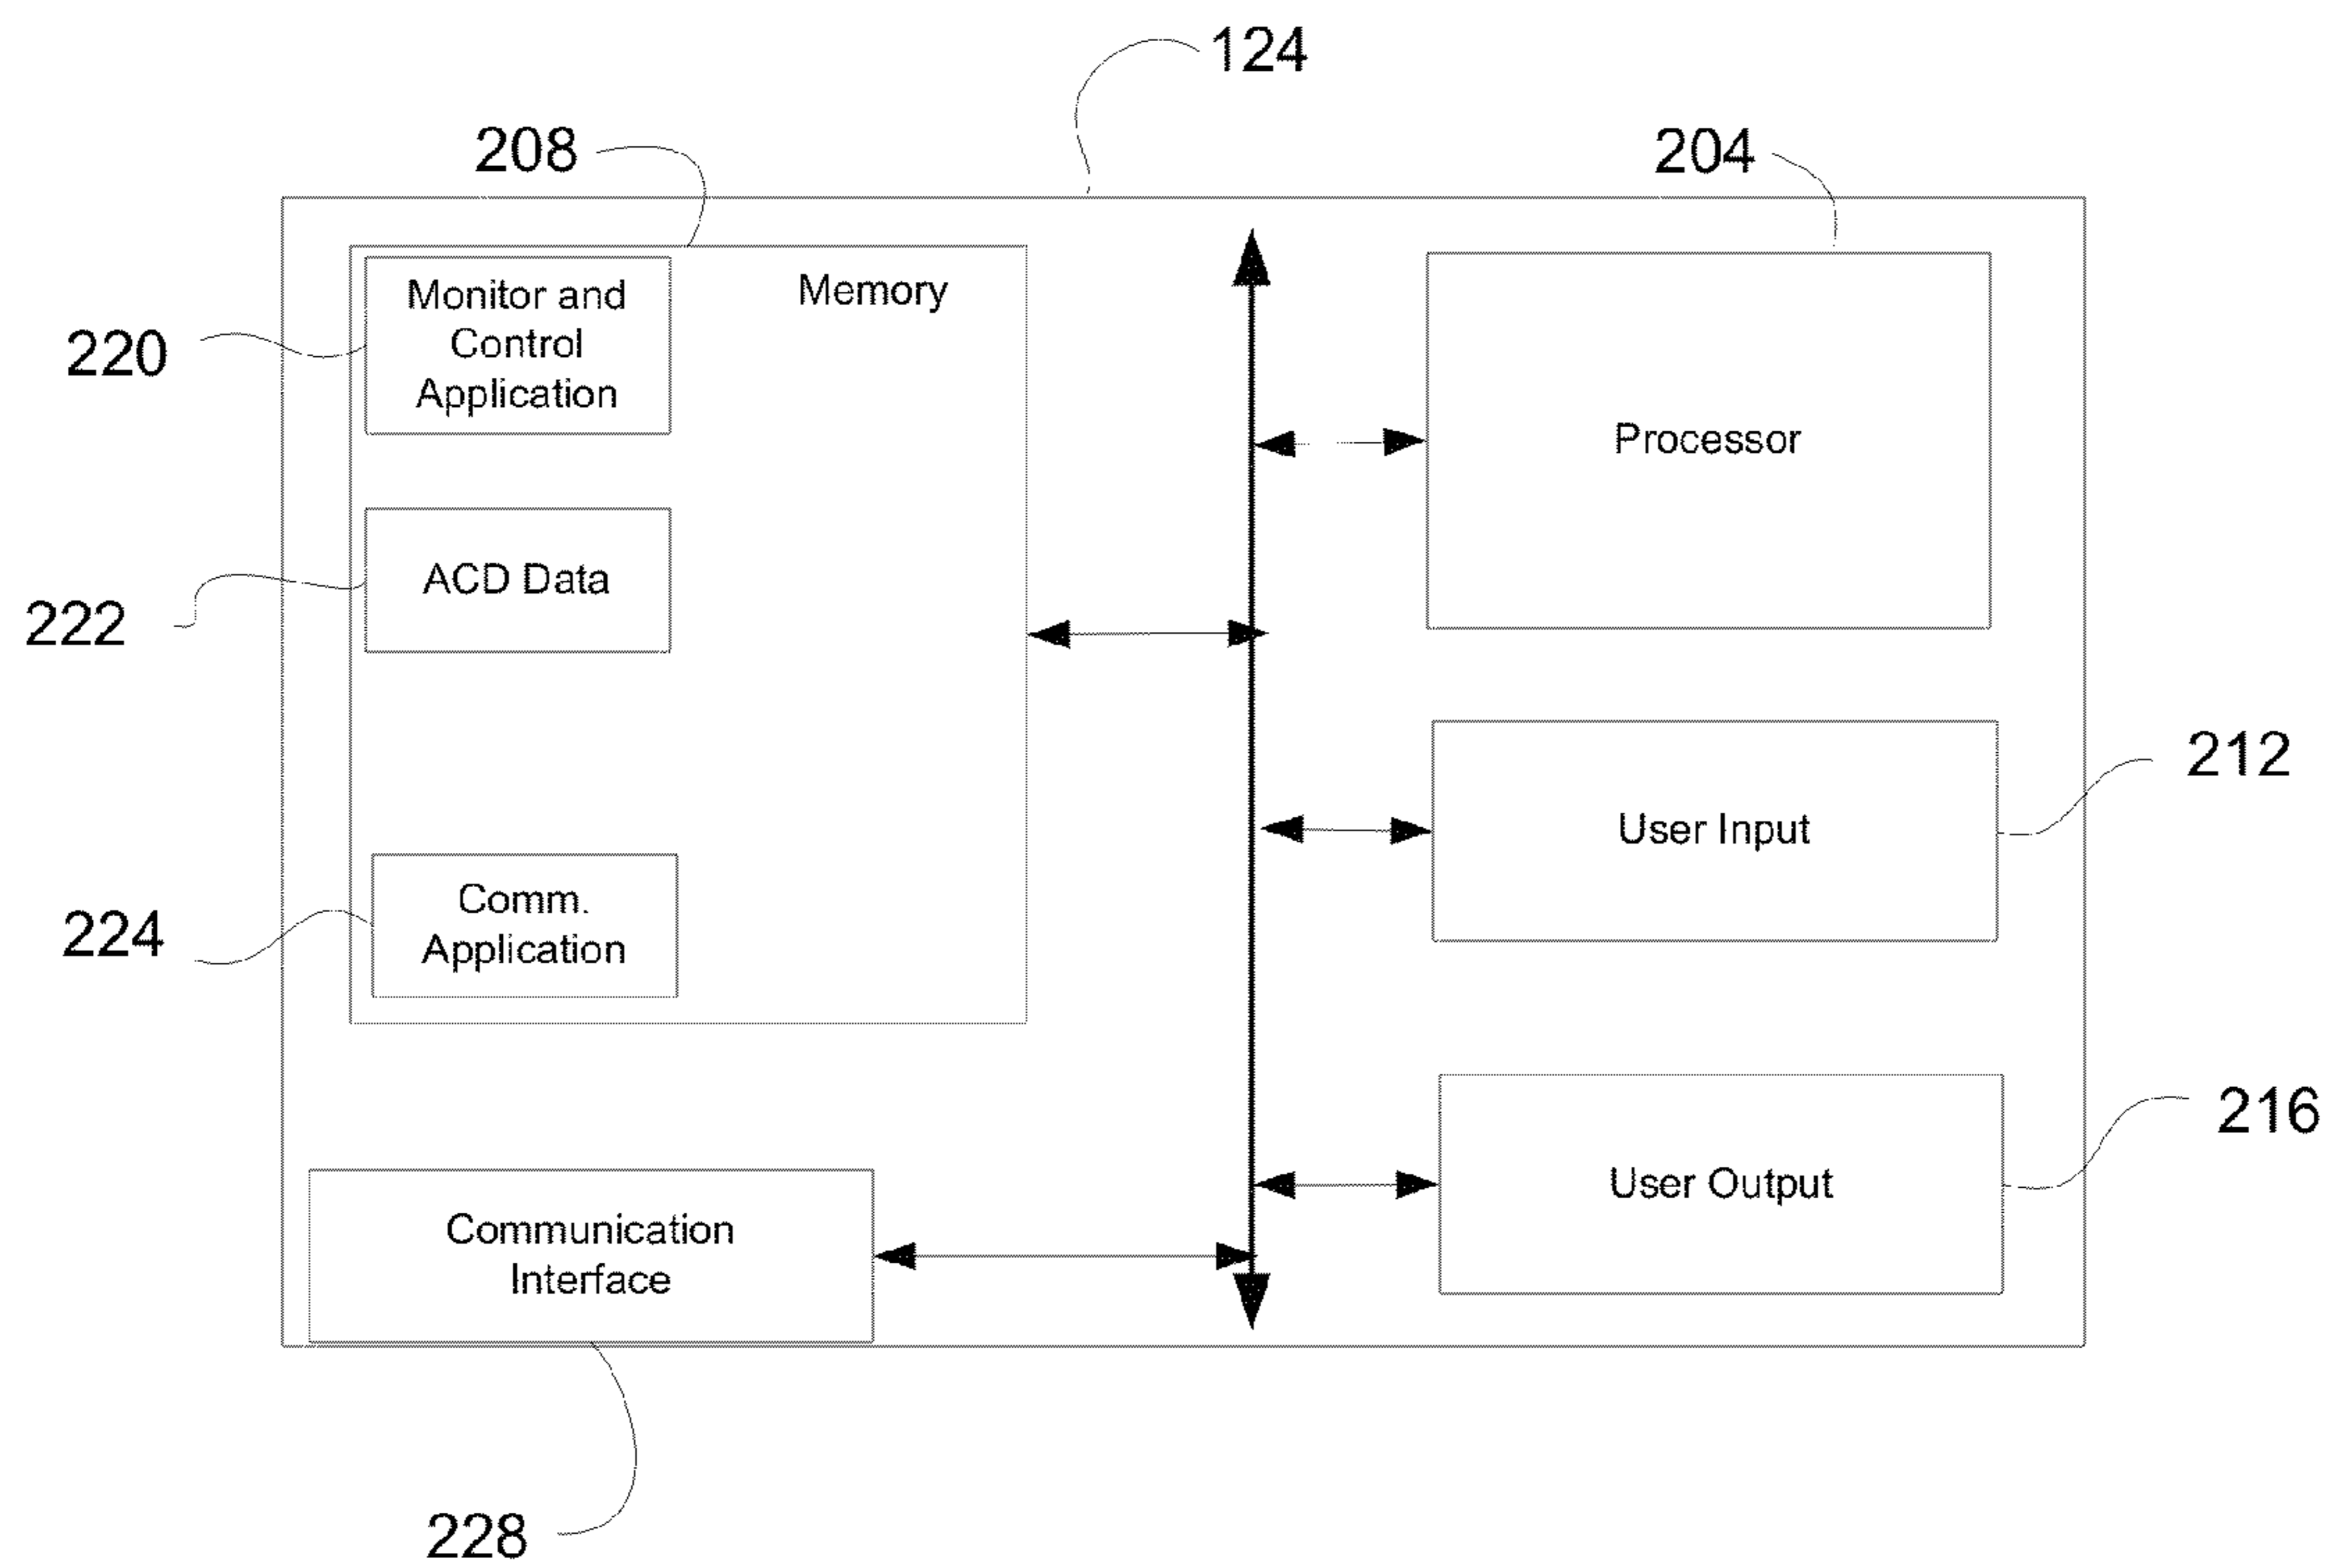 124
208
204
Monitor and
Control
Application
Memory
220
Processor
ACD Data
222
212
User Input
Comm.
Application
224
216
User Output
Communication
Interface
228